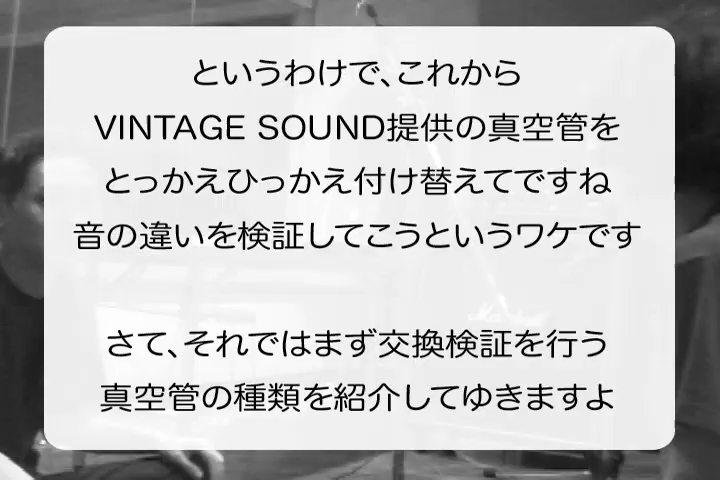 というわけで、これから
VINTAGE SOUND提供の真空管を
とっかえひっかえ付け替えてですね
音の違いを検証してこうというワケです
さて、それではまず交換検証を行う
真空管の種類を紹介してゆきますよ